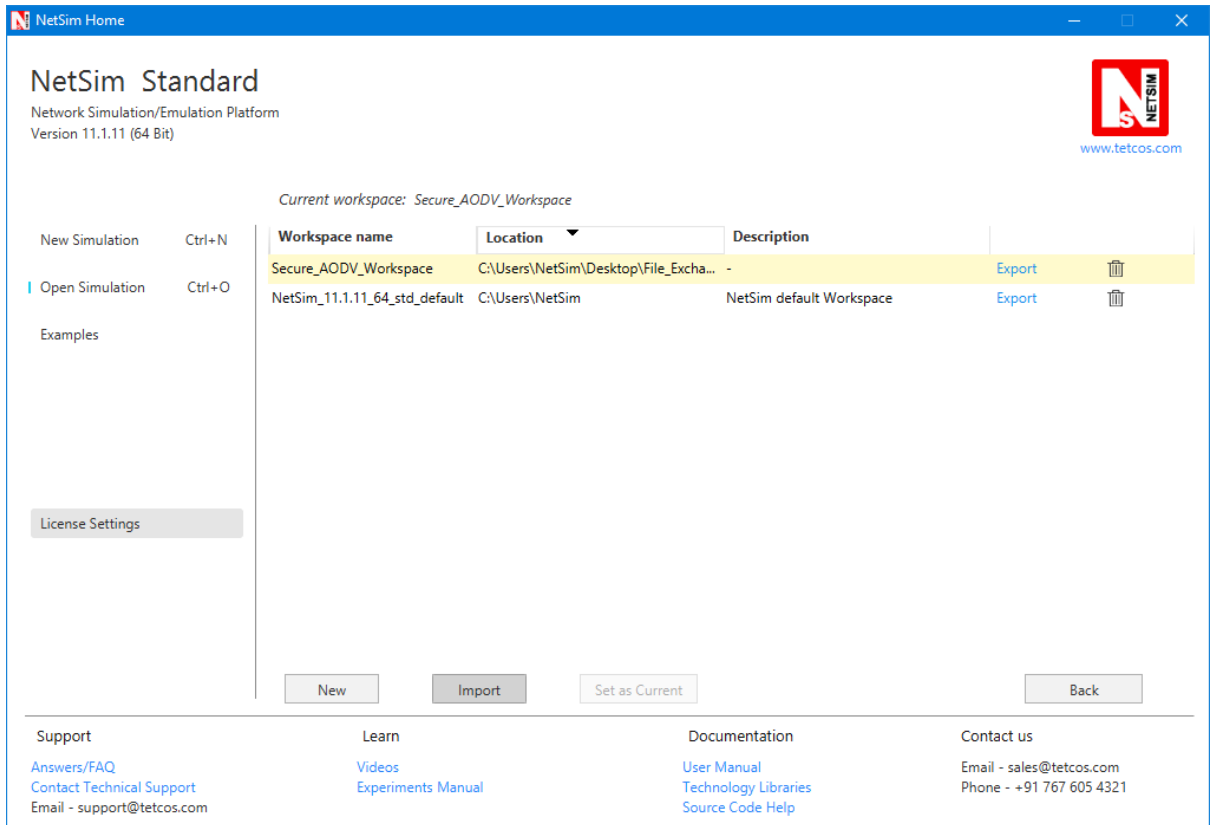 NetSim Home
NetSim Standard
Network Simulation/Emulation Platform
Version 11.1.11 (64 Bit)
NETSIM
NS
www.tetcos.com
Current workspace: Secure_AODV_Workspace
New Simulation Ctrl+N
Open Simulation Ctrl+O
Examples
License Settings
Workspace name Location Description
Secure_AODV_Workspace C:\Users\NetSim\Desktop\File_Excha... - Export
NetSim_11.1.11_64_std_default C:\Users\NetSim NetSim default Workspace Export
New Import Set as Current Back
Support Learn Documentation Contact us
Answers/FAQ Videos User Manual Email - sales@tetcos.com
Contact Technical Support Experiments Manual Technology Libraries Phone - +91 767 605 4321
Email - support@tetcos.com Source Code Help